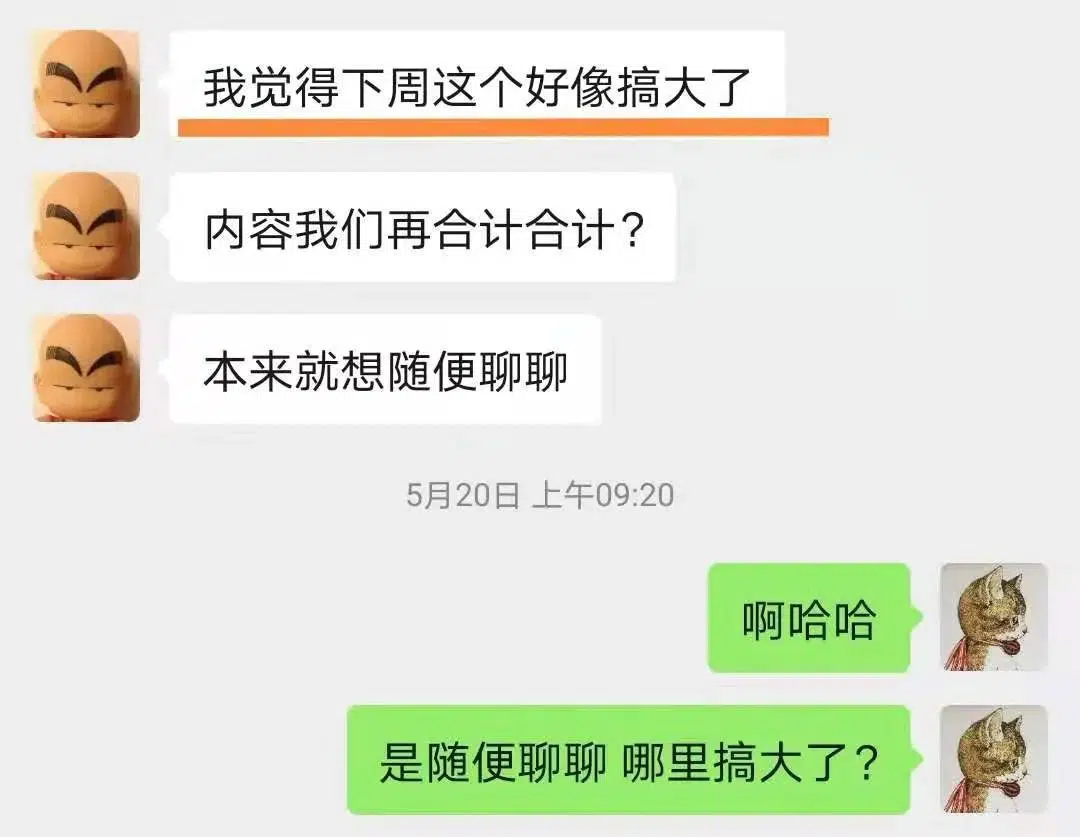 我觉得下周这个好像搞大了
内容我们再合计合计？
本来就想随便聊聊
5月20日 上午09:20
啊哈哈
是随便聊聊 哪里搞大了？